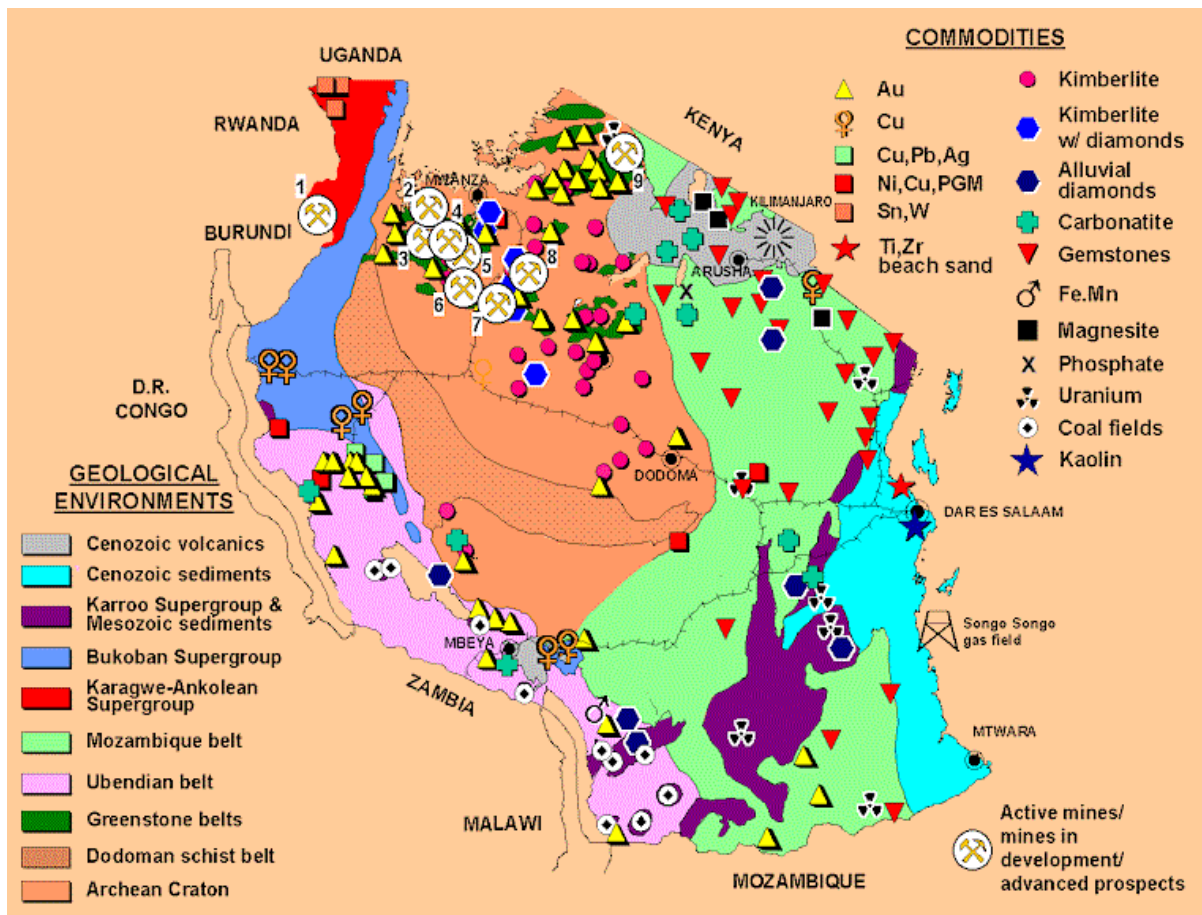 UGANDA
RWANDA
BURUNDI
D.R.
CONGO
KENYA
ZAMBIA
MALAWI
MOZAMBIQUE
MWANZA
KILIMANJARO
ARUSHA
DODOMA
DAR ES SALAAM
MBEYA
MTWARA
Songo Songo
gas field
1
2
3
4
5
6
7
8
9
COMMODITIES
Au
Cu
Cu,Pb,Ag
Ni,Cu,PGM
Sn,W
Ti,Zr
beach sand
Kimberlite
Kimberlite
w/ diamonds
Alluvial
diamonds
Carbonatite
Gemstones
Fe.Mn
Magnesite
Phosphate
Uranium
Coal fields
Kaolin
GEOLOGICAL
ENVIRONMENTS
Cenozoic volcanics
Cenozoic sediments
Karroo Supergroup &
Mesozoic sediments
Bukoban Supergroup
Karagwe-Ankolean
Supergroup
Mozambique belt
Ubendian belt
Greenstone belts
Dodoman schist belt
Archean Craton
Active mines/
mines in
development/
advanced prospects